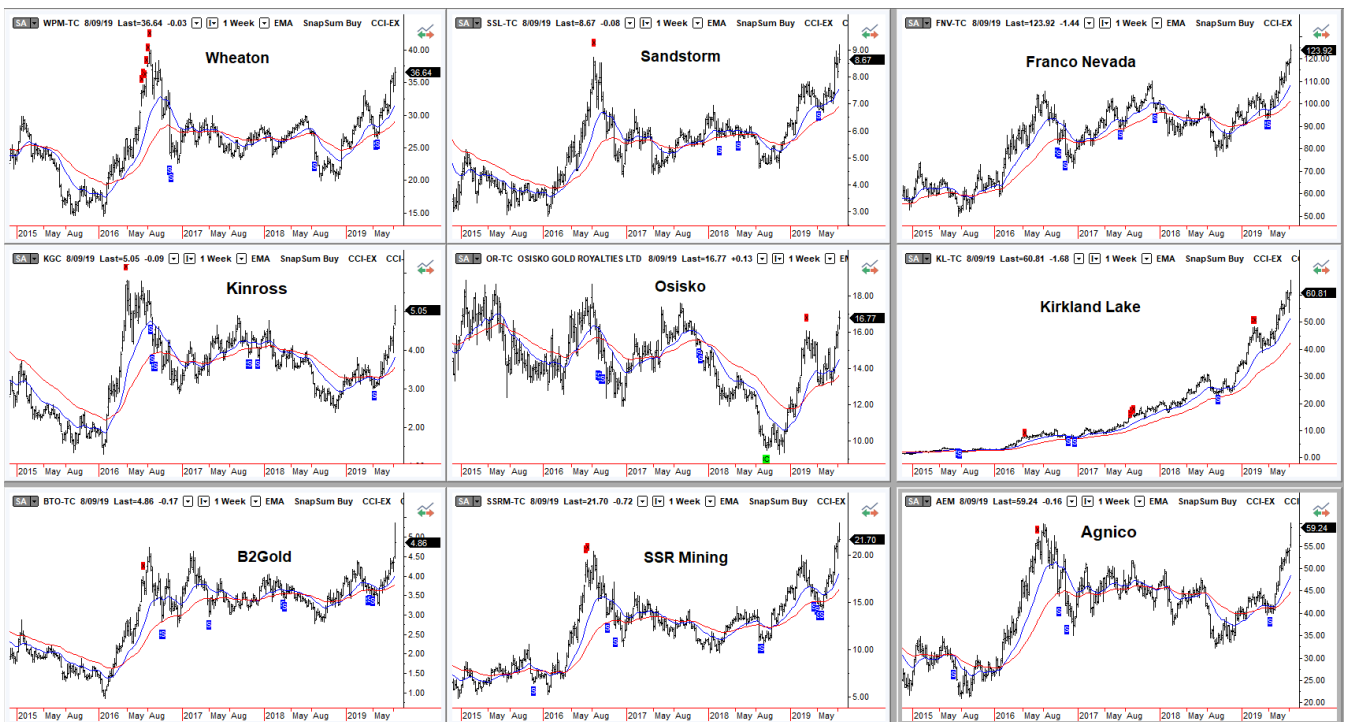 SA WPM-TC 8/09/19 Last=36.64 -0.03 1 Week EMA SnapSum Buy CCI-EX
Wheaton
40.00
36.64
35.00
30.00
25.00
20.00
15.00
2015 May Aug 2016 May Aug 2017 May Aug 2018 May Aug 2019 May
SA SSL-TC 8/09/19 Last=8.67 -0.08 1 Week EMA SnapSum Buy CCI-EX C
Sandstorm
9.00
8.67
8.00
7.00
6.00
5.00
4.00
3.00
2015 May Aug 2016 May Aug 2017 May Aug 2018 May Aug 2019 May
SA FNV-TC 8/09/19 Last=123.92 -1.44 1 Week EMA SnapSum Buy CCI-EX
Franco Nevada
123.92
120.00
110.00
100.00
90.00
80.00
70.00
60.00
50.00
2015 May Aug 2016 May Aug 2017 May Aug 2018 May Aug 2019 May
SA KGC 8/09/19 Last=5.05 -0.09 1 Week EMA SnapSum Buy CCI-EX
Kinross
5.05
4.00
3.00
2.00
2015 May Aug 2016 May Aug 2017 May Aug 2018 May Aug 2019 May
SA OR-TC OSISKO GOLD ROYALTIES LTD 8/09/19 Last=16.77 +0.13 1 Week
Osisko
18.00
16.77
16.00
14.00
12.00
10.00
2015 May Aug 2016 May Aug 2017 May Aug 2018 May Aug 2019 May
SA KL-TC 8/09/19 Last=60.81 -1.68 1 Week EMA SnapSum Buy CCI-EX
Kirkland Lake
60.81
50.00
40.00
30.00
20.00
10.00
0.00
2015 May Aug 2016 May Aug 2017 May Aug 2018 May Aug 2019 May
SA BTO-TC 8/09/19 Last=4.86 -0.17 1 Week EMA SnapSum Buy CCI-EX
B2Gold
5.00
4.86
4.50
4.00
3.50
3.00
2.50
2.00
1.50
1.00
2015 May Aug 2016 May Aug 2017 May Aug 2018 May Aug 2019 May
SA SSRM-TC 8/09/19 Last=21.70 -0.72 1 Week EMA SnapSum Buy CCI-EX
SSR Mining
21.70
20.00
15.00
10.00
5.00
2015 May Aug 2016 May Aug 2017 May Aug 2018 May Aug 2019 May
SA AEM 8/09/19 Last=59.24 -0.16 1 Week EMA SnapSum Buy CCI-EX
Agnico
59.24
55.00
50.00
45.00
40.00
35.00
30.00
25.00
20.00
2015 May Aug 2016 May Aug 2017 May Aug 2018 May Aug 2019 May